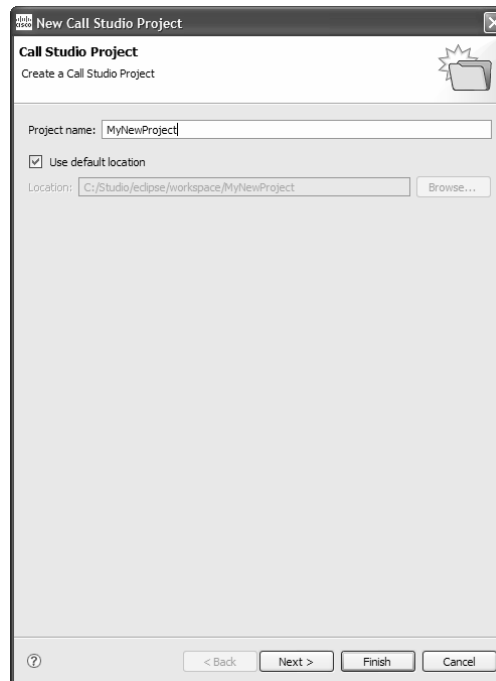 cisco New Call Studio Project
Call Studio Project
Create a Call Studio Project
Project name: MyNewProject
Use default location
Location: C:/Studio/eclipse/workspace/MyNewProject Browse...
? < Back Next > Finish Cancel